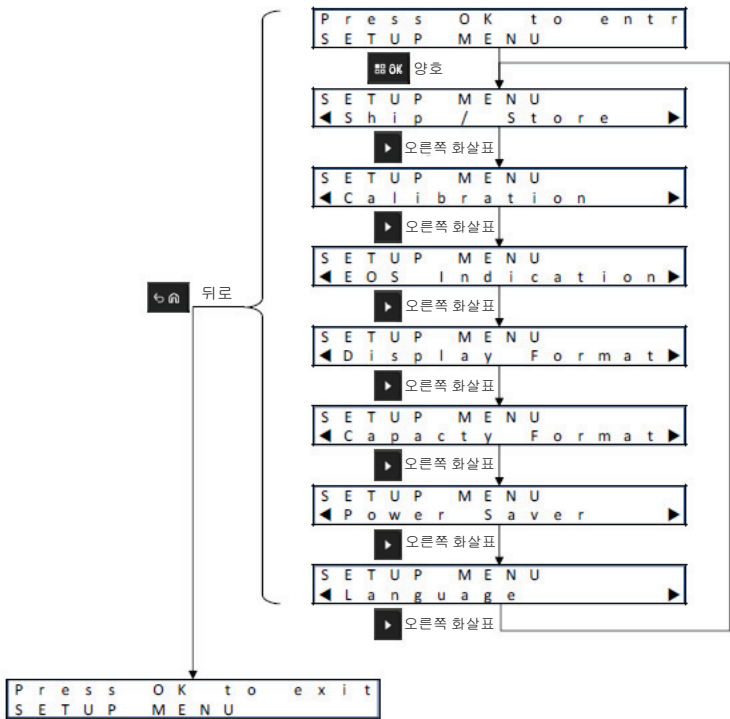 Press OK to entr
SETUP MENU
OK 양호
SETUP MENU
◀Ship / Store ▶
오른쪽 화살표
SETUP MENU
◀Calibration ▶
오른쪽 화살표
SETUP MENU
◀EOS Indication▶
오른쪽 화살표
뒤로
SETUP MENU
◀Display Format▶
오른쪽 화살표
SETUP MENU
◀Capacty Format▶
오른쪽 화살표
SETUP MENU
◀Power Saver ▶
오른쪽 화살표
SETUP MENU
◀Language ▶
오른쪽 화살표
Press OK to exit
SETUP MENU